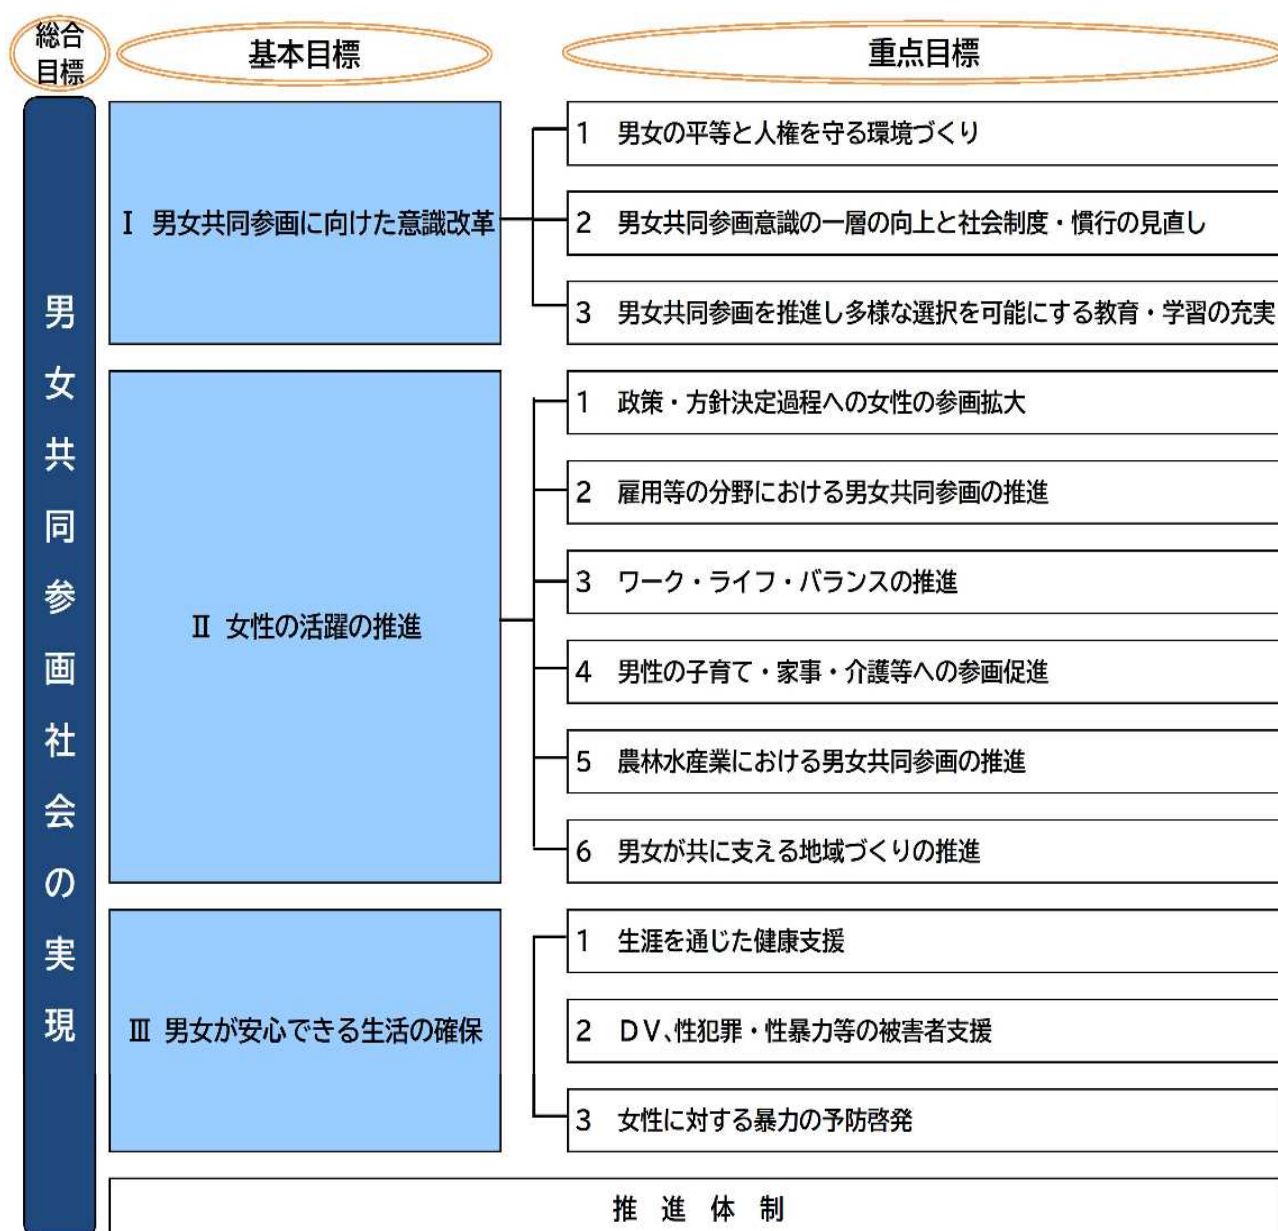 総合
目標
基本目標
重点目標
男女共同参画社会の実現
Ⅰ 男女共同参画に向けた意識改革
1 男女の平等と人権を守る環境づくり
2 男女共同参画意識の一層の向上と社会制度・慣行の見直し
3 男女共同参画を推進し多様な選択を可能にする教育・学習の充実
Ⅱ 女性の活躍の推進
1 政策・方針決定過程への女性の参画拡大
2 雇用等の分野における男女共同参画の推進
3 ワーク・ライフ・バランスの推進
4 男性の子育て・家事・介護等への参画促進
5 農林水産業における男女共同参画の推進
6 男女が共に支える地域づくりの推進
Ⅲ 男女が安心できる生活の確保
1 生涯を通じた健康支援
2 ＤＶ、性犯罪・性暴力等の被害者支援
3 女性に対する暴力の予防啓発
推 進 体 制